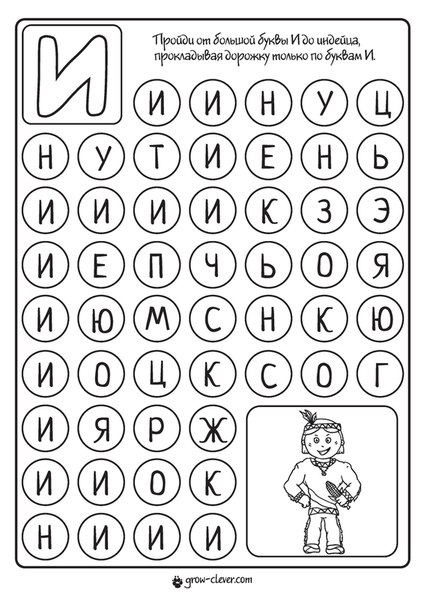 Пройди от большой буквы И до индейца,
прокладывая дорожку только по буквам И.
И
И И Н У Ц
Н У Т И Е Н Ь
И И И И К З Э
И Е П Ч Ь О Я
И Ю М С Н К Ю
И О Ц К С О Г
И Я Р Ж
И И О К
Н И И И
grow-clever.com